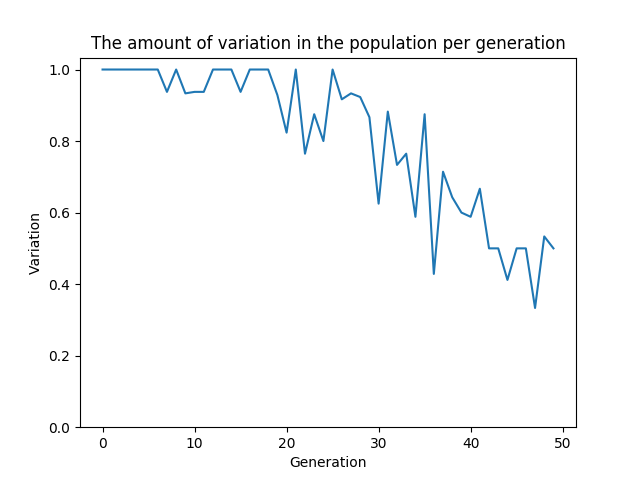 The amount of variation in the population per generation
1.0
0.8
0.6
0.4
0.2
0.0
Variation
0 10 20 30 40 50
Generation